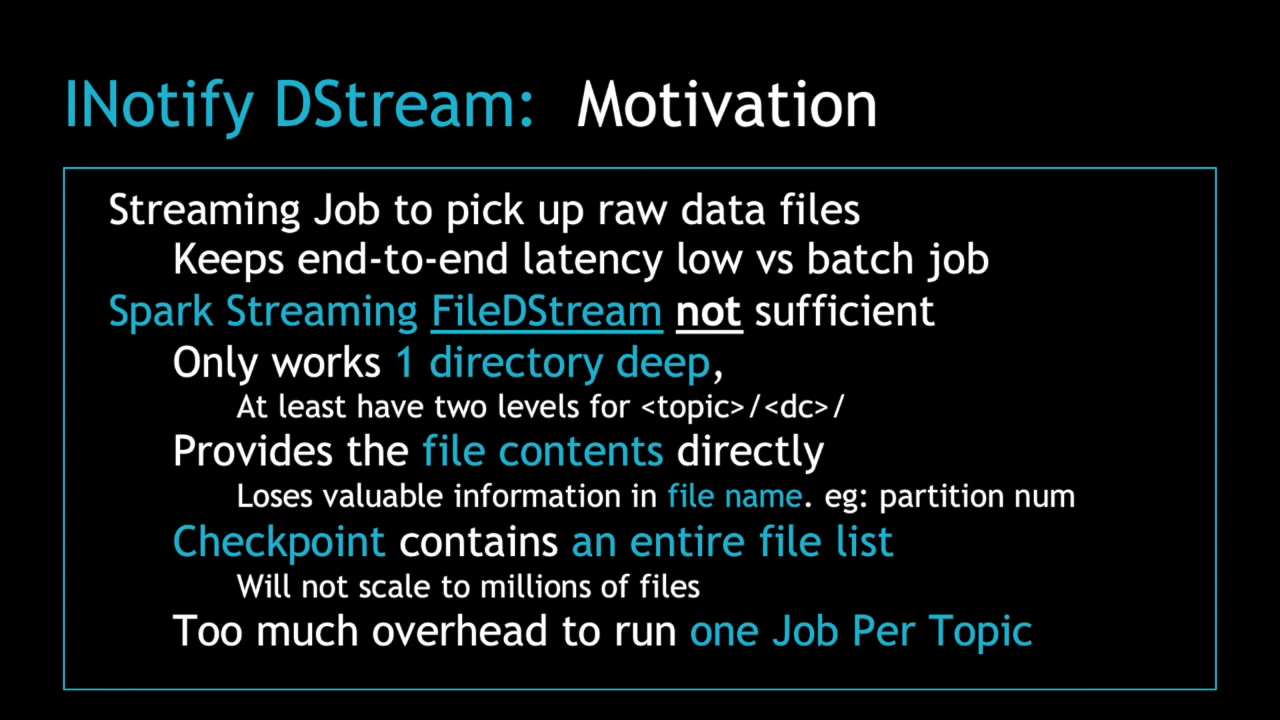 INotify DStream: Motivation
Streaming Job to pick up raw data files
Keeps end-to-end latency low vs batch job
Spark Streaming FileDStream not sufficient
Only works 1 directory deep,
At least have two levels for <topic>/<dc>/
Provides the file contents directly
Loses valuable information in file name. eg: partition num
Checkpoint contains an entire file list
Will not scale to millions of files
Too much overhead to run one Job Per Topic